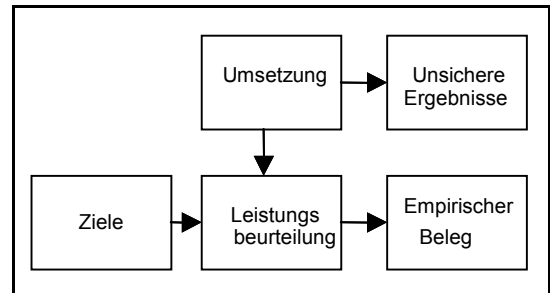 Umsetzung
Unsichere
Ergebnisse
Ziele
Leistungs
beurteilung
Empirischer
Beleg